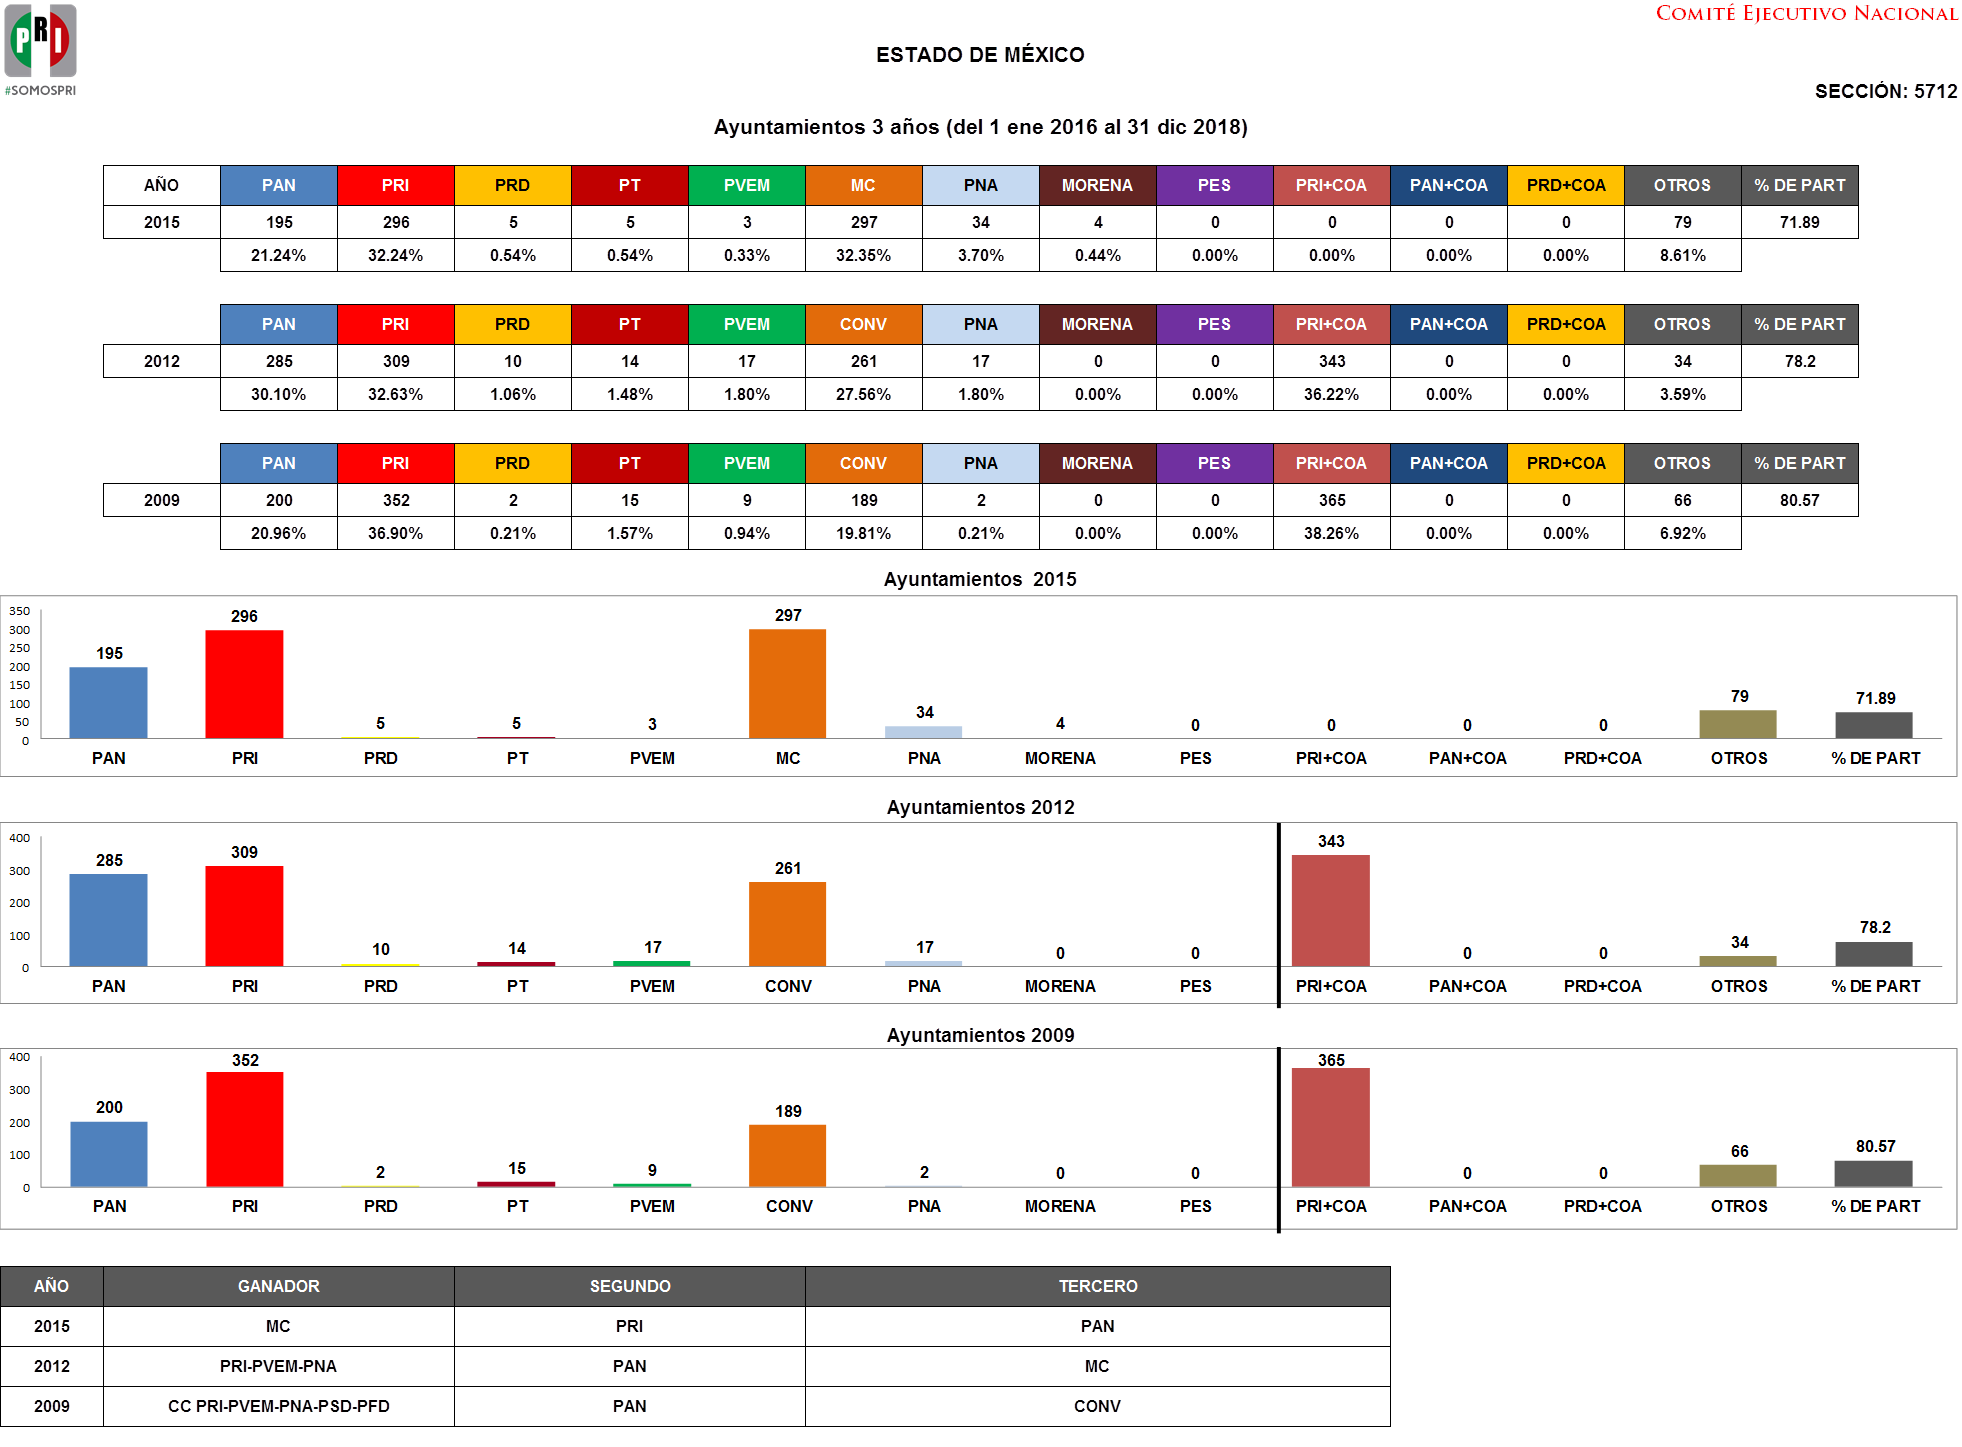 PRI
#SOMOSPRI
COMITÉ EJECUTIVO NACIONAL
ESTADO DE MÉXICO
SECCIÓN: 5712
Ayuntamientos 3 años (del 1 ene 2016 al 31 dic 2018)
AÑO PAN PRI PRD PT PVEM MC PNA MORENA PES PRI+COA PAN+COA PRD+COA OTROS % DE PART
2015 195 296 5 5 3 297 34 4 0 0 0 0 79 71.89
21.24% 32.24% 0.54% 0.54% 0.33% 32.35% 3.70% 0.44% 0.00% 0.00% 0.00% 0.00% 8.61%
PAN PRI PRD PT PVEM CONV PNA MORENA PES PRI+COA PAN+COA PRD+COA OTROS % DE PART
2012 285 309 10 14 17 261 17 0 0 343 0 0 34 78.2
30.10% 32.63% 1.06% 1.48% 1.80% 27.56% 1.80% 0.00% 0.00% 36.22% 0.00% 0.00% 3.59%
PAN PRI PRD PT PVEM CONV PNA MORENA PES PRI+COA PAN+COA PRD+COA OTROS % DE PART
2009 200 352 2 15 9 189 2 0 0 365 0 0 66 80.57
20.96% 36.90% 0.21% 1.57% 0.94% 19.81% 0.21% 0.00% 0.00% 38.26% 0.00% 0.00% 6.92%
Ayuntamientos 2015
350
300
250
200
150
100
50
0
195 296 5 5 3 297 34 4 0 0 0 0 79 71.89
PAN PRI PRD PT PVEM MC PNA MORENA PES PRI+COA PAN+COA PRD+COA OTROS % DE PART
Ayuntamientos 2012
400
300
200
100
0
285 309 10 14 17 261 17 0 0 343 0 0 34 78.2
PAN PRI PRD PT PVEM CONV PNA MORENA PES PRI+COA PAN+COA PRD+COA OTROS % DE PART
Ayuntamientos 2009
400
300
200
100
0
200 352 2 15 9 189 2 0 0 365 0 0 66 80.57
PAN PRI PRD PT PVEM CONV PNA MORENA PES PRI+COA PAN+COA PRD+COA OTROS % DE PART
AÑO GANADOR SEGUNDO TERCERO
2015 MC PRI PAN
2012 PRI-PVEM-PNA PAN MC
2009 CC PRI-PVEM-PNA-PSD-PFD PAN CONV